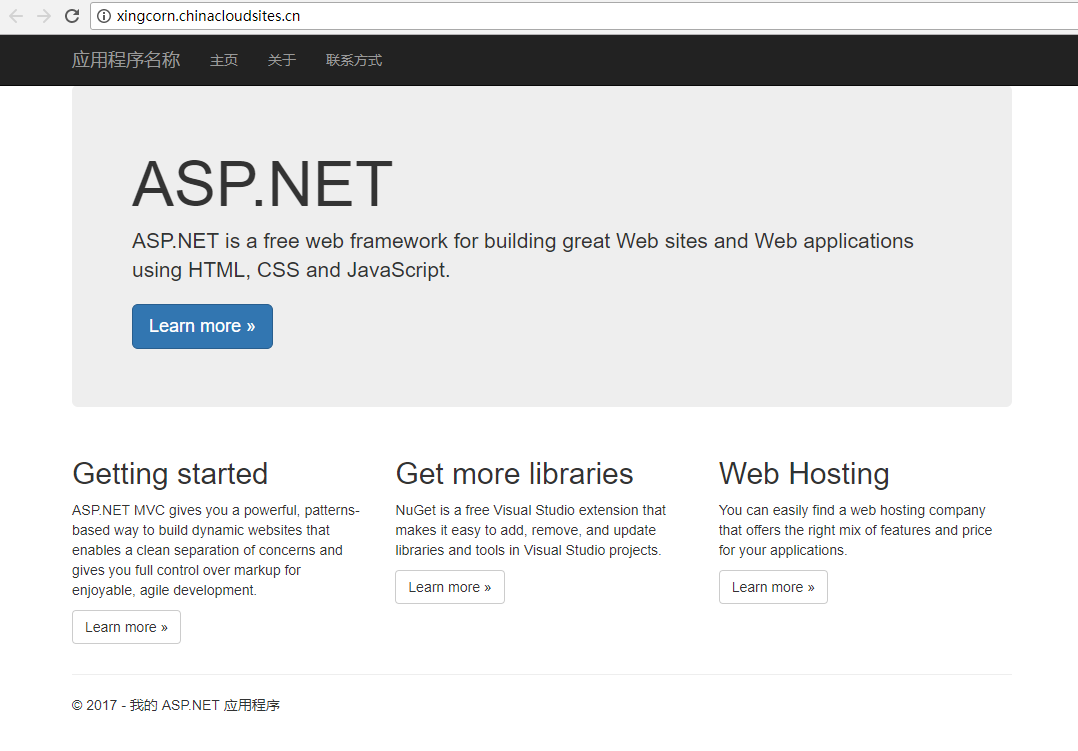 xingcorn.chinacloudsites.cn
应用程序名称 主页 关于 联系方式
ASP.NET
ASP.NET is a free web framework for building great Web sites and Web applications
using HTML, CSS and JavaScript.
Learn more »
Getting started
ASP.NET MVC gives you a powerful, patterns-
based way to build dynamic websites that
enables a clean separation of concerns and
gives you full control over markup for
enjoyable, agile development.
Learn more »
Get more libraries
NuGet is a free Visual Studio extension that
makes it easy to add, remove, and update
libraries and tools in Visual Studio projects.
Learn more »
Web Hosting
You can easily find a web hosting company
that offers the right mix of features and price
for your applications.
Learn more »
© 2017 - 我的 ASP.NET 应用程序